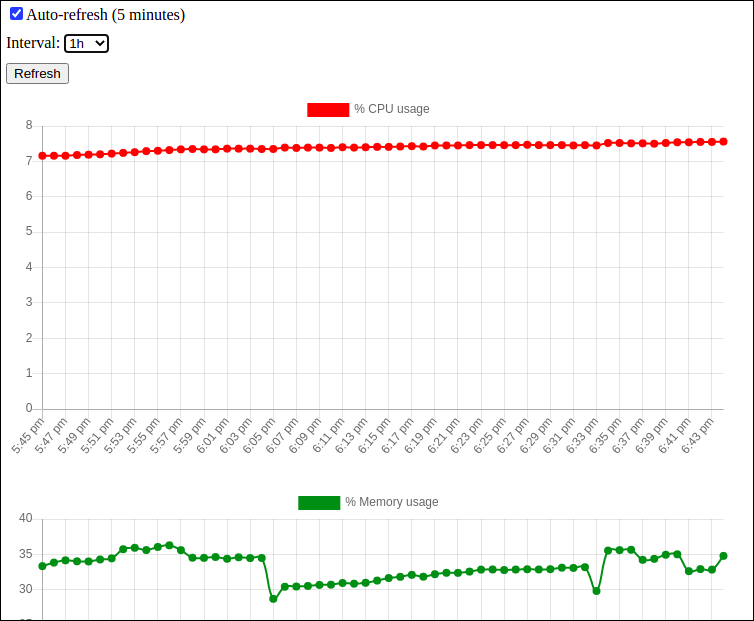 Auto-refresh (5 minutes)
Interval: 1h
Refresh
% CPU usage
8
7
6
5
4
3
2
1
0
5:45 pm 5:47 pm 5:49 pm 5:51 pm 5:53 pm 5:55 pm 5:57 pm 5:59 pm 6:01 pm 6:03 pm 6:05 pm 6:07 pm 6:09 pm 6:11 pm 6:13 pm 6:15 pm 6:17 pm 6:19 pm 6:21 pm 6:23 pm 6:25 pm 6:27 pm 6:29 pm 6:31 pm 6:33 pm 6:35 pm 6:37 pm 6:39 pm 6:41 pm 6:43 pm
% Memory usage
40
35
30